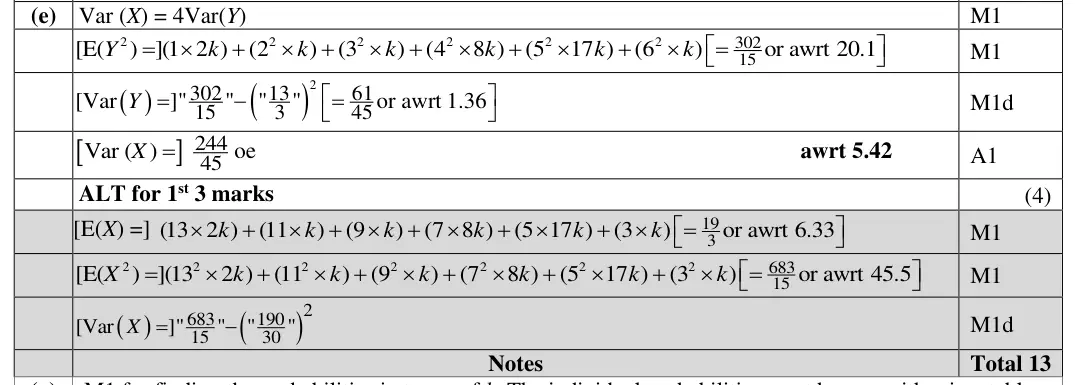 (e) Var (X) = 4Var(Y) M1
[E(Y²) =](1 × 2k) + (2² × k) + (3² × k) + (4² × 8k) + (5² × 17k) + (6² × k) [= 302/15 or awrt 20.1] M1
[Var(Y) =]"302/15" − ("13/3")² [= 61/45 or awrt 1.36] M1d
[Var (X) =] 244/45 oe awrt 5.42 A1
ALT for 1st 3 marks (4)
[E(X) =] (13 × 2k) + (11 × k) + (9 × k) + (7 × 8k) + (5 × 17k) + (3 × k) [= 19/3 or awrt 6.33] M1
[E(X²) =](13² × 2k) + (11² × k) + (9² × k) + (7² × 8k) + (5² × 17k) + (3² × k) [= 683/15 or awrt 45.5] M1
[Var(X) =]"683/15" − ("190/30")² M1d
Notes Total 13